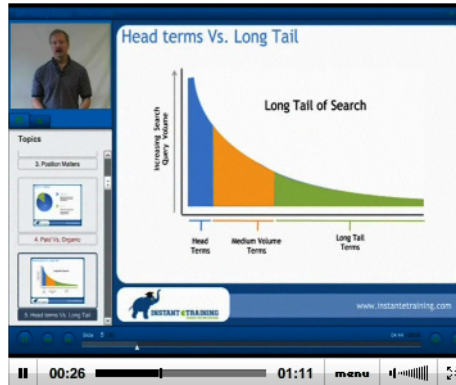 Head terms Vs. Long Tail
Topics
3. Position Matters
4. Paid Vs. Organic
5. Head terms Vs. Long Tail
Long Tail of Search
Increasing Search
Query Volume
Head
Terms
Medium Volume
Terms
Long Tail
Terms
INSTANT eTRAINING
www.instantetraining.com
Slide 5
00:26
01:11
menu